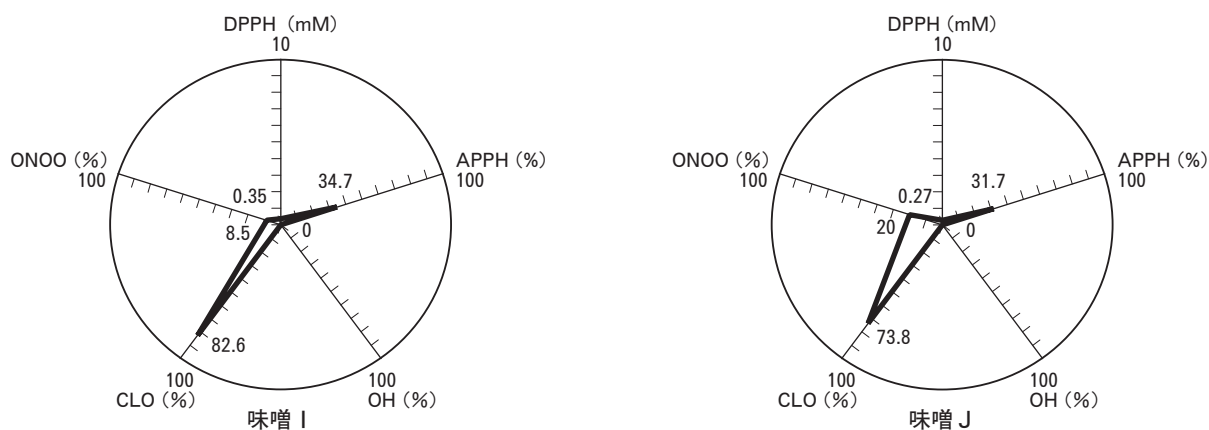 DPPH (mM)
10
ONOO (%)
100
APPH (%)
100
0.35
34.7
8.5
0
82.6
100
CLO (%)
100
OH (%)
味噌 I
DPPH (mM)
10
ONOO (%)
100
APPH (%)
100
0.27
31.7
20
0
73.8
100
CLO (%)
100
OH (%)
味噌 J